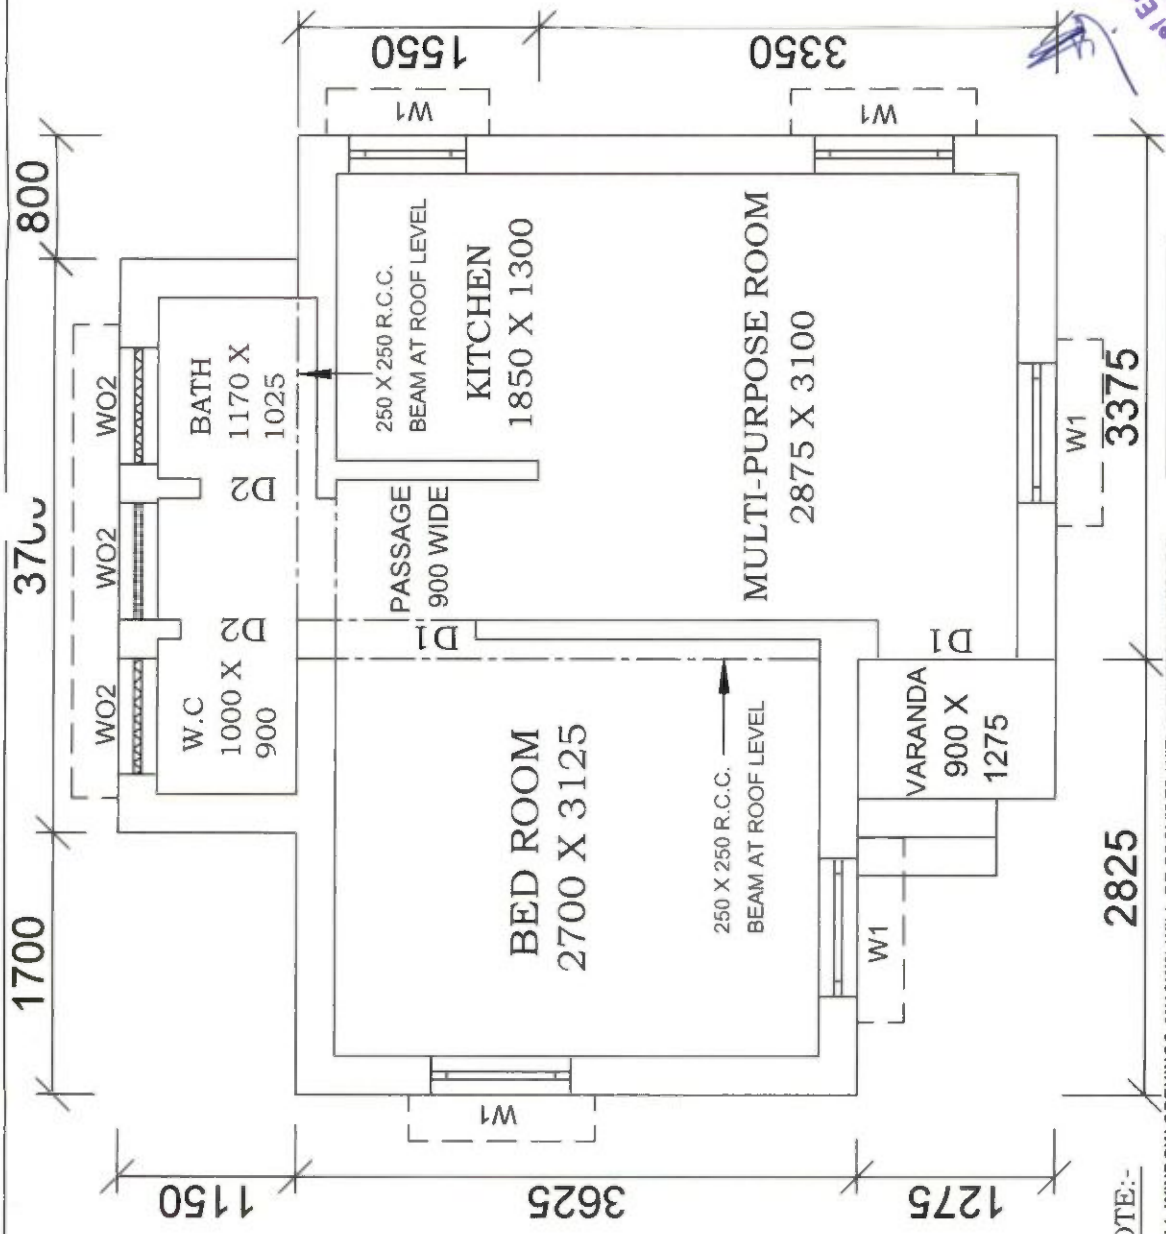 1550
3350
W1
W1
800
3700
1700
WO2
WO2
WO2
BATH
1170 X
1025
D2
D2
W.C
1000 X
900
250 X 250 R.C.C.
BEAM AT ROOF LEVEL
KITCHEN
1850 X 1300
PASSAGE
900 WIDE
D1
MULTI-PURPOSE ROOM
2875 X 3100
BED ROOM
2700 X 3125
250 X 250 R.C.C.
BEAM AT ROOF LEVEL
D1
VARANDA
900 X
1275
W1
W1
W1
3375
2825
1150
3625
1275
OTE:-